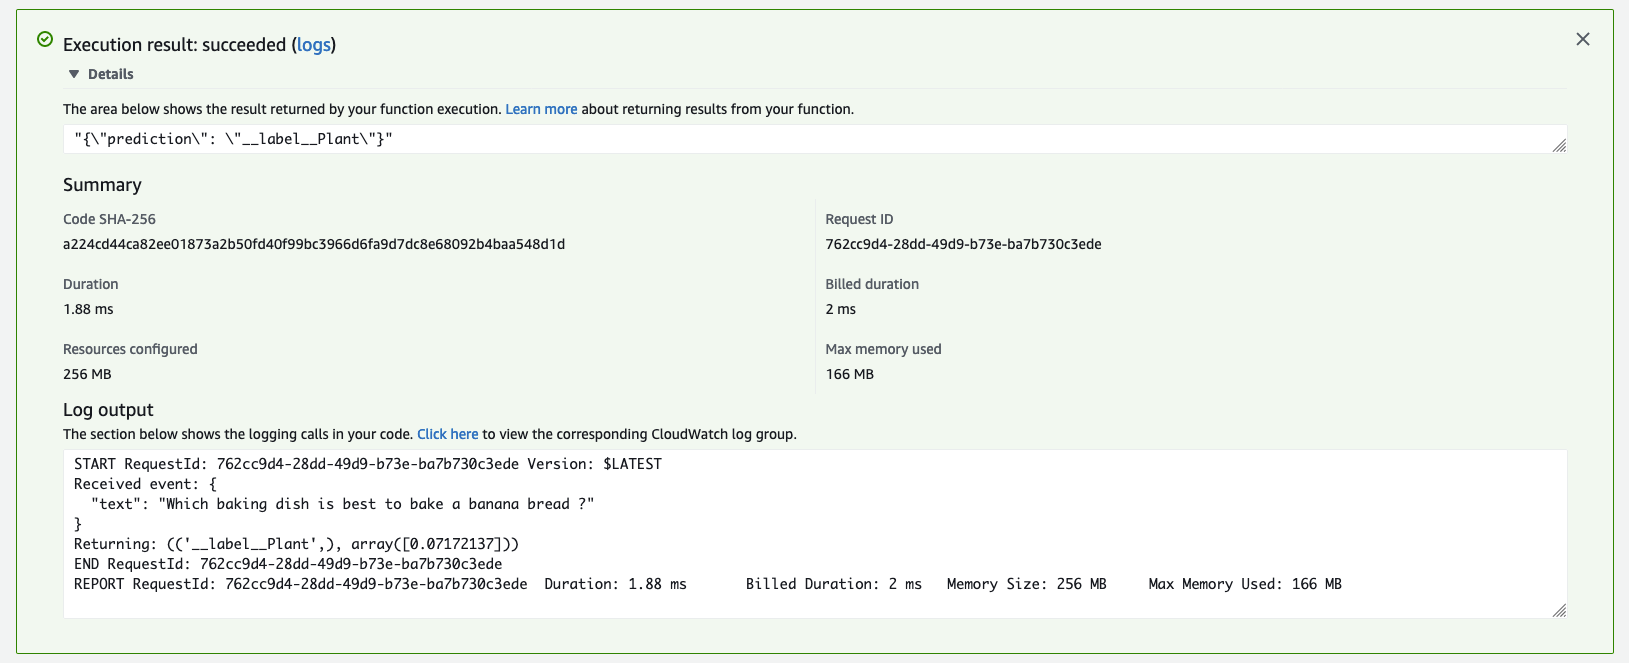 Execution result: succeeded (logs)
Details
The area below shows the result returned by your function execution. Learn more about returning results from your function.
"{\"prediction\": \"__label__Plant\"}"
Summary
Code SHA-256
a224cd44ca82ee01873a2b50fd40f99bc3966d6fa9d7dc8e68092b4baa548d1d
Request ID
762cc9d4-28dd-49d9-b73e-ba7b730c3ede
Duration
1.88 ms
Billed duration
2 ms
Resources configured
256 MB
Max memory used
166 MB
Log output
The section below shows the logging calls in your code. Click here to view the corresponding CloudWatch log group.
START RequestId: 762cc9d4-28dd-49d9-b73e-ba7b730c3ede Version: $LATEST
Received event: {
  "text": "Which baking dish is best to bake a banana bread ?"
}
Returning: (('__label__Plant',), array([0.07172137]))
END RequestId: 762cc9d4-28dd-49d9-b73e-ba7b730c3ede
REPORT RequestId: 762cc9d4-28dd-49d9-b73e-ba7b730c3ede  Duration: 1.88 ms  Billed Duration: 2 ms  Memory Size: 256 MB  Max Memory Used: 166 MB